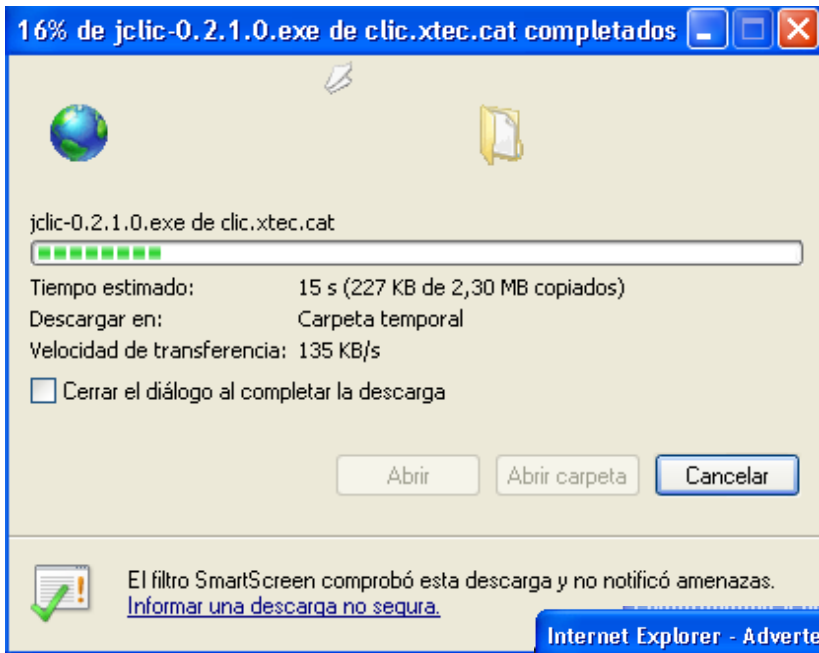 16% de jclic-0.2.1.0.exe de clic.xtec.cat completados
jclic-0.2.1.0.exe de clic.xtec.cat
Tiempo estimado: 15 s (227 KB de 2,30 MB copiados)
Descargar en: Carpeta temporal
Velocidad de transferencia: 135 KB/s
Cerrar el diálogo al completar la descarga
Abrir Abrir carpeta Cancelar
El filtro SmartScreen comprobó esta descarga y no notificó amenazas.
Informar una descarga no segura.
Internet Explorer - Adverte